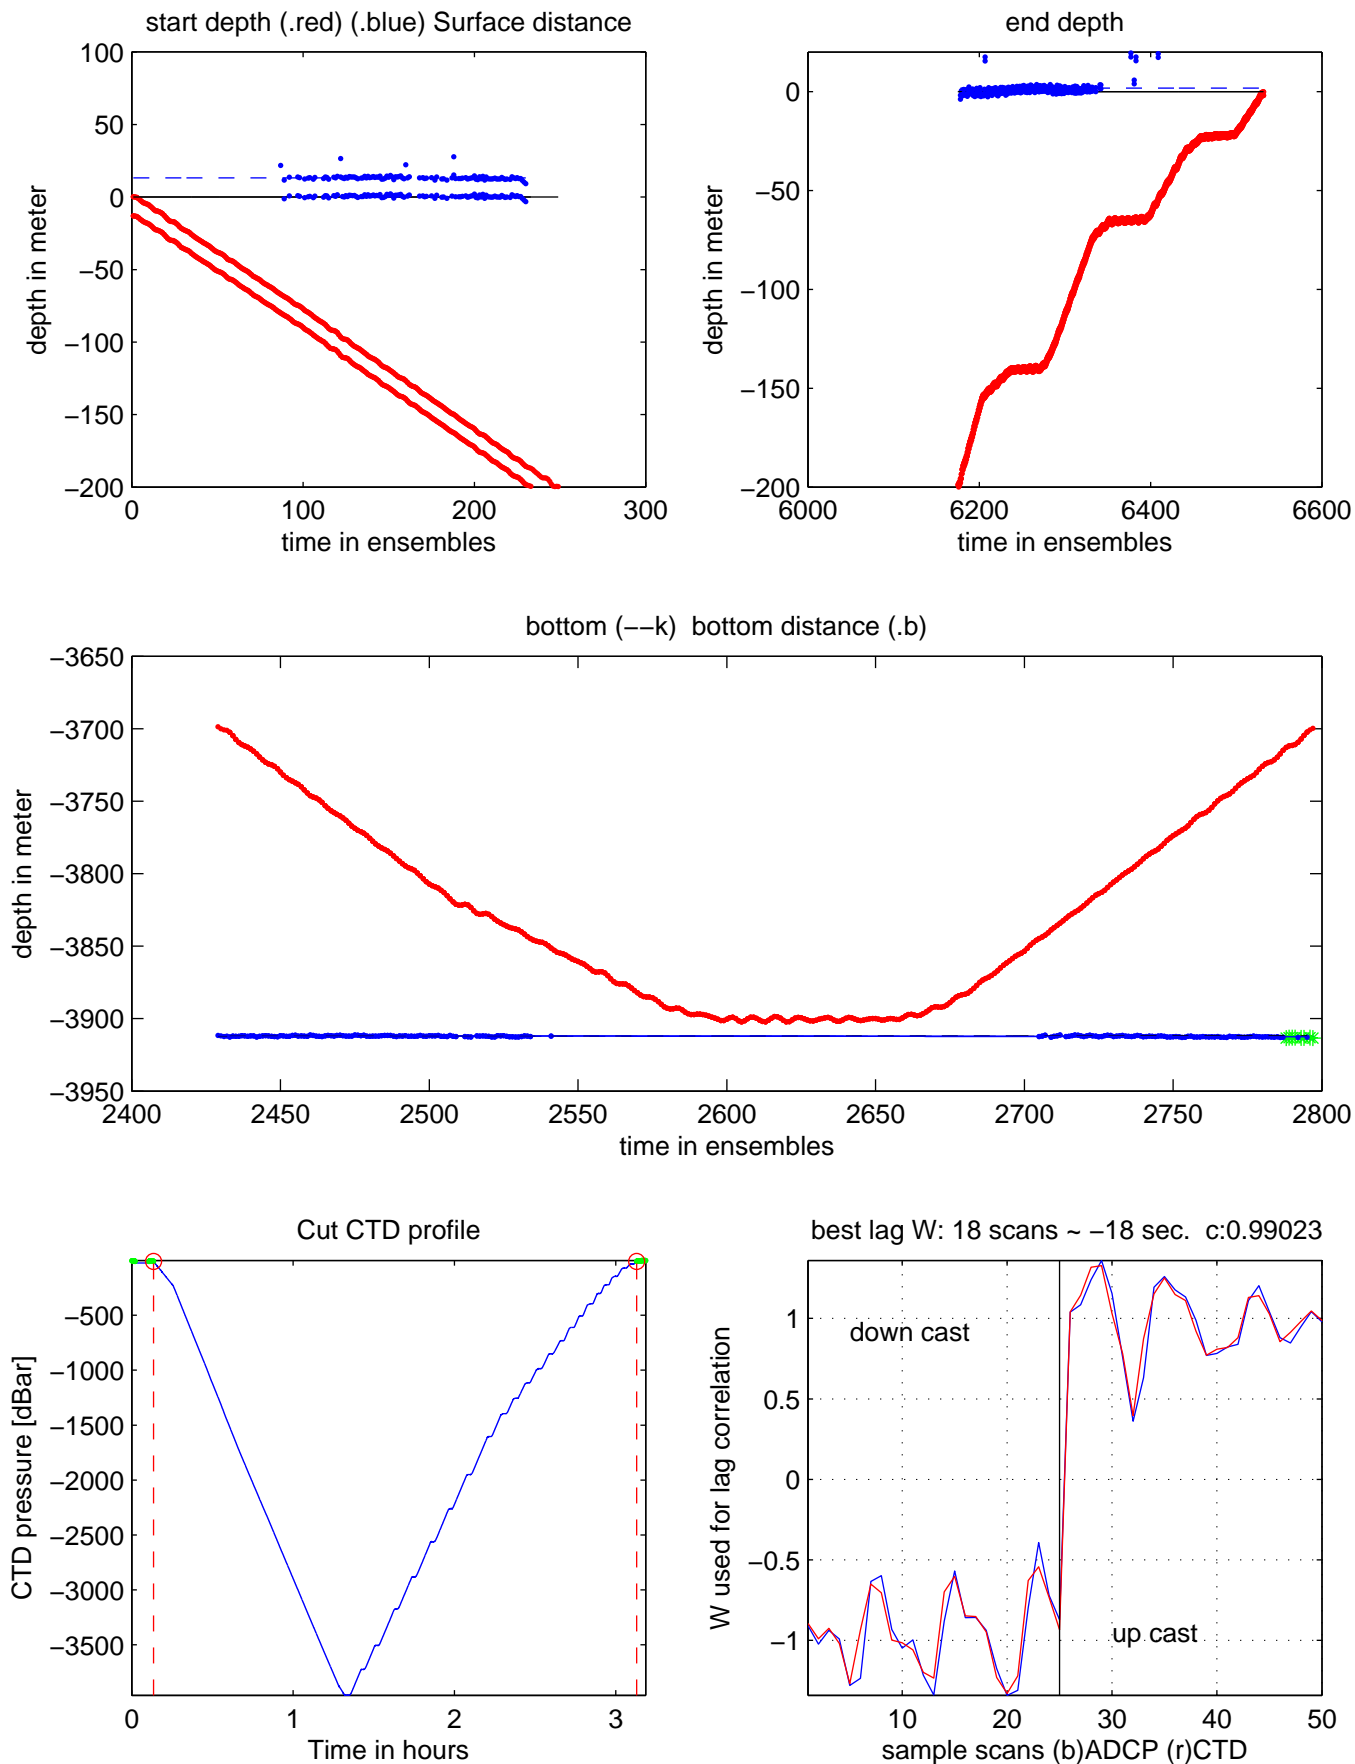 start depth (.red) (.blue) Surface distance
100
50
0
−50
−100
−150
−200
depth in meter
0 100 200 300
time in ensembles
end depth
0
−50
−100
−150
−200
depth in meter
6000 6200 6400 6600
time in ensembles
bottom (−−k) bottom distance (.b)
−3650
−3700
−3750
−3800
−3850
−3900
−3950
depth in meter
2400 2450 2500 2550 2600 2650 2700 2750 2800
time in ensembles
Cut CTD profile
−500
−1000
−1500
−2000
−2500
−3000
−3500
CTD pressure [dBar]
0 1 2 3
Time in hours
best lag W: 18 scans ~ −18 sec. c:0.99023
1
0.5
0
−0.5
−1
W used for lag correlation
down cast
up cast
10 20 30 40 50
sample scans (b)ADCP (r)CTD